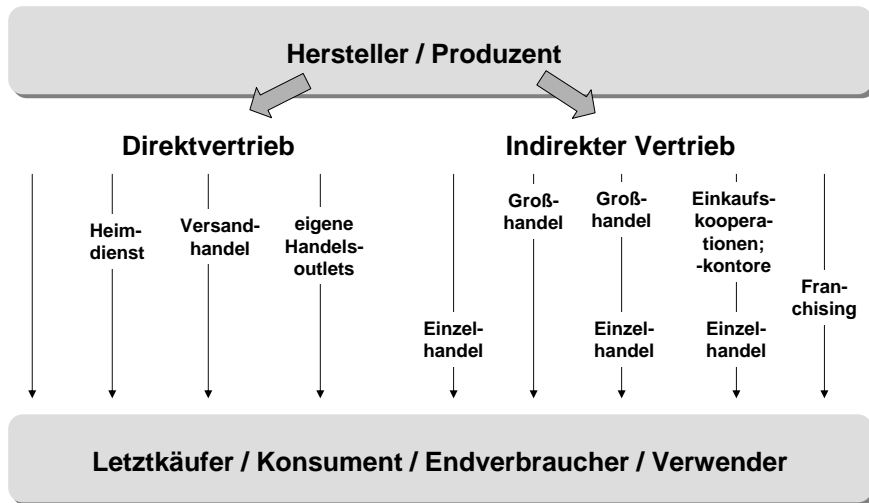 Hersteller / Produzent
Direktvertrieb
Indirekter Vertrieb
Heim-
dienst
Versand-
handel
eigene
Handels-
outlets
Einzel-
handel
Groß-
handel
Groß-
handel
Einzel-
handel
Einkaufs-
koopera-
tionen;
-kontore
Einzel-
handel
Fran-
chising
Letztkäufer / Konsument / Endverbraucher / Verwender